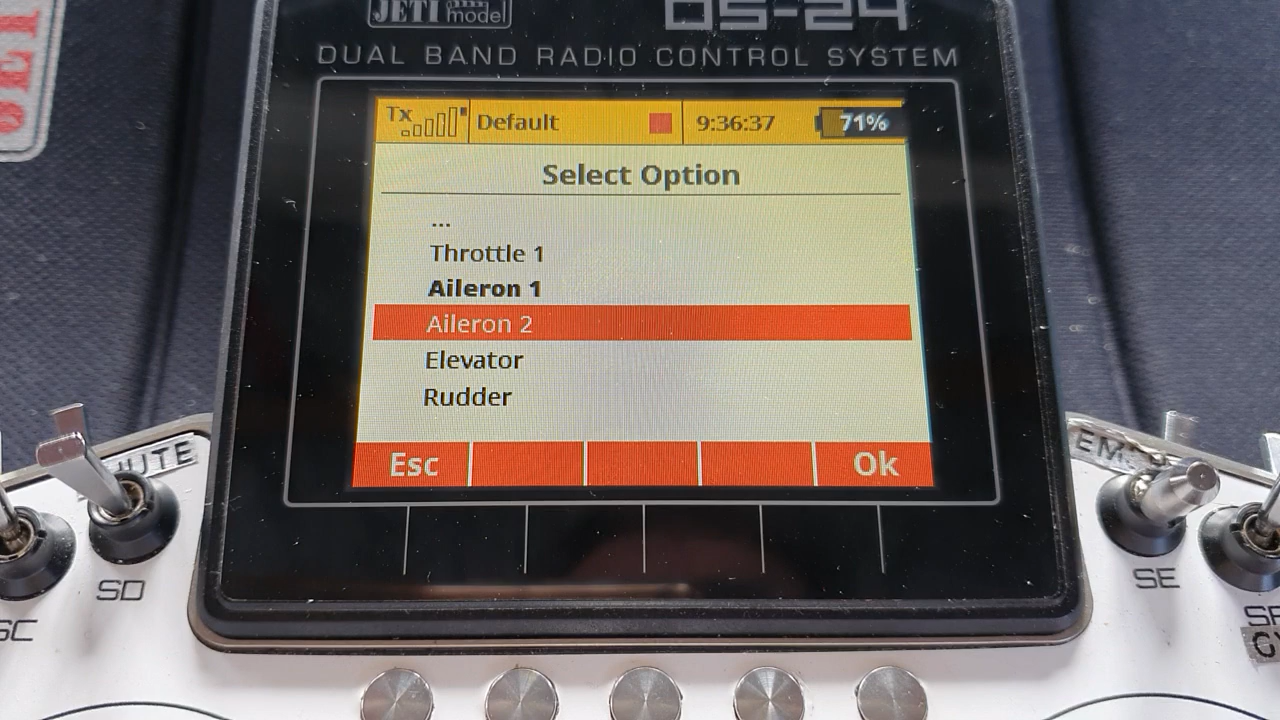 JETI model
DS-24
DUAL BAND RADIO CONTROL SYSTEM
Tx Default 9:36:37 71%
Select Option
...
Throttle 1
Aileron 1
Aileron 2
Elevator
Rudder
Esc Ok
SD
SC
SE